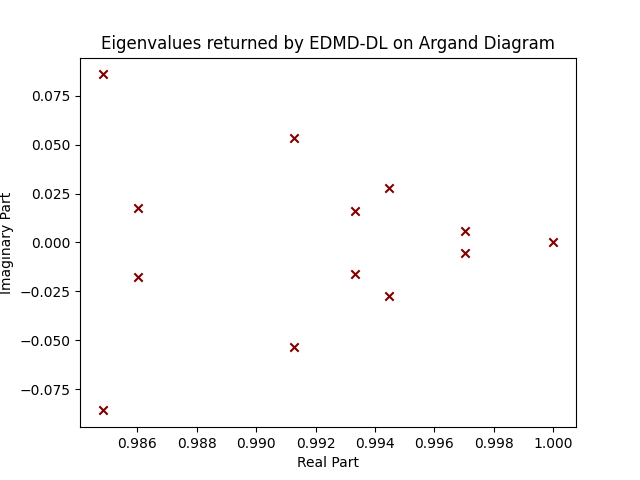 Eigenvalues returned by EDMD-DL on Argand Diagram
0.075
0.050
0.025
0.000
−0.025
−0.050
−0.075
Imaginary Part
0.986 0.988 0.990 0.992 0.994 0.996 0.998 1.000
Real Part